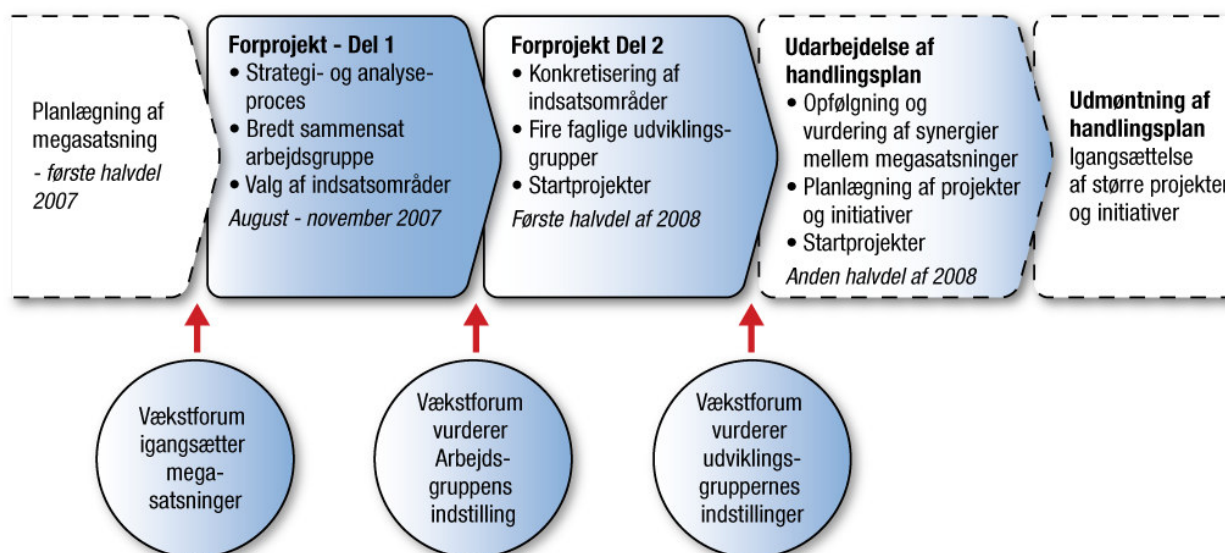 Planlægning af
megasatsning
- første halvdel
2007
Forprojekt - Del 1
• Strategi- og analyse-
proces
• Bredt sammensat
arbejdsgruppe
• Valg af indsatsområder
August - november 2007
Forprojekt Del 2
• Konkretisering af
indsatsområder
• Fire faglige udviklings-
grupper
• Startprojekter
Første halvdel af 2008
Udarbejdelse af
handlingsplan
• Opfølgning og
vurdering af synergier
mellem megasatsninger
• Planlægning af projekter
og initiativer
• Startprojekter
Anden halvdel af 2008
Udmøntning af
handlingsplan
Igangsættelse
af større projekter
og initiativer
Vækstforum
igangsætter
mega-
satsninger
Vækstforum
vurderer
Arbejds-
gruppens
indstilling
Vækstforum
vurderer
udviklings-
gruppernes
indstillinger